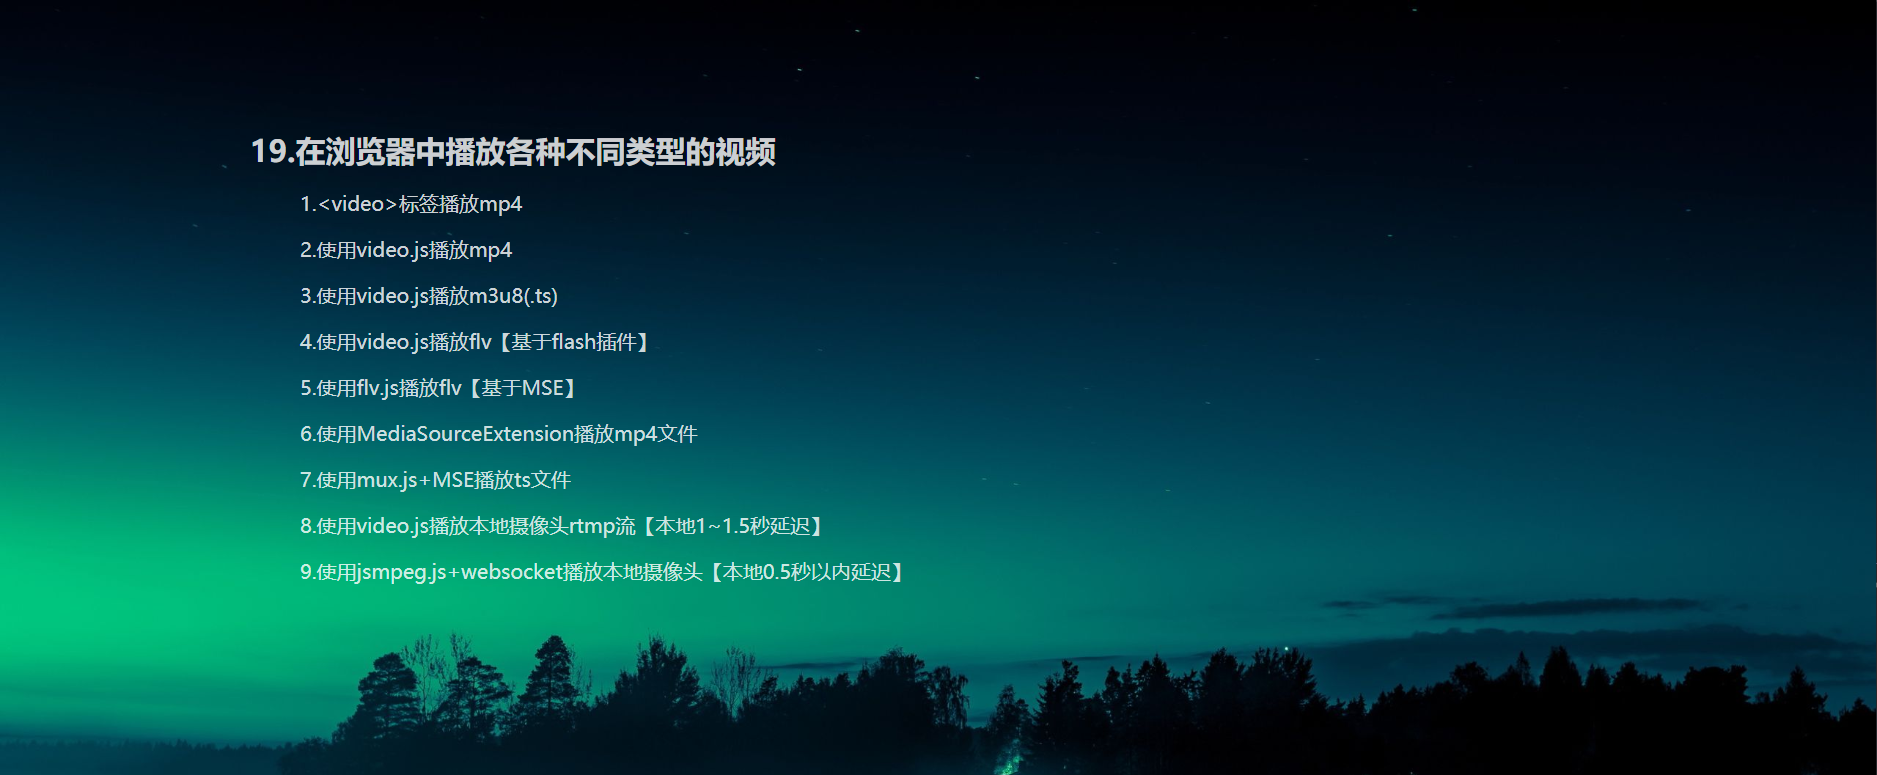 19.在浏览器中播放各种不同类型的视频
1.<video>标签播放mp4
2.使用video.js播放mp4
3.使用video.js播放m3u8(.ts)
4.使用video.js播放flv【基于flash插件】
5.使用flv.js播放flv【基于MSE】
6.使用MediaSourceExtension播放mp4文件
7.使用mux.js+MSE播放ts文件
8.使用video.js播放本地摄像头rtmp流【本地1~1.5秒延迟】
9.使用jsmpeg.js+websocket播放本地摄像头【本地0.5秒以内延迟】